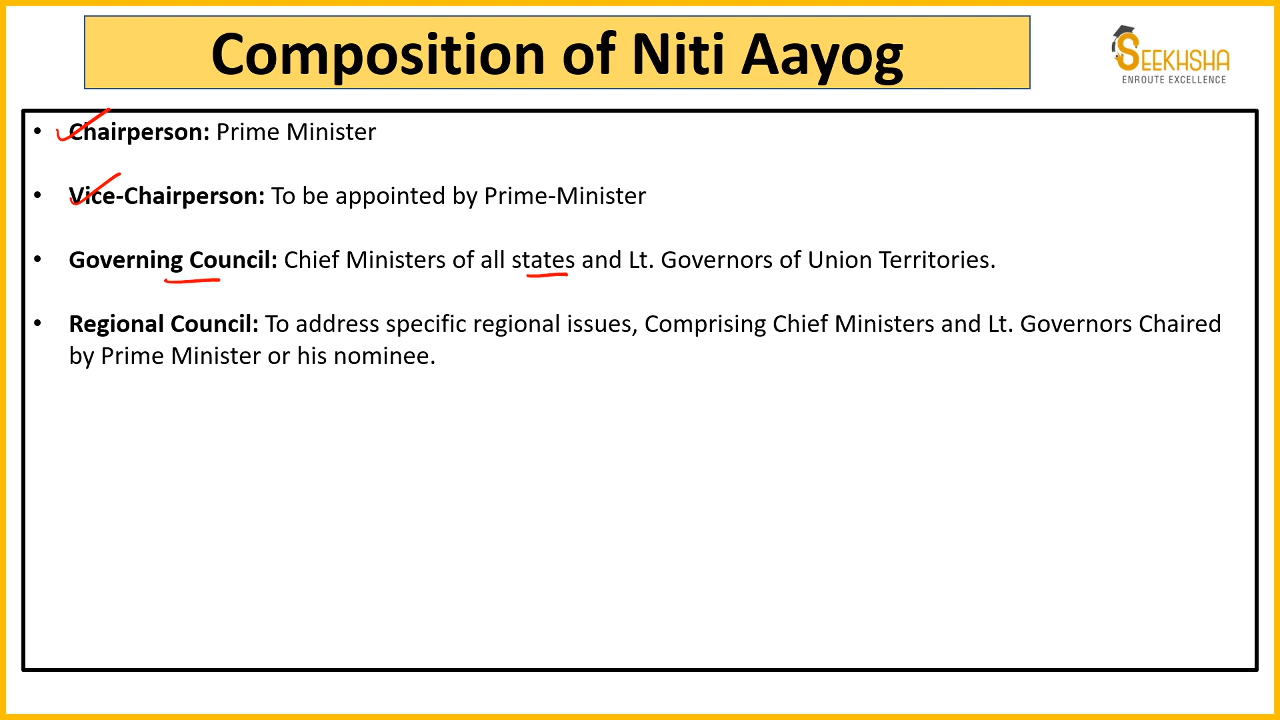 Composition of Niti Aayog
SEEKHSHA
ENROUTE EXCELLENCE
• Chairperson: Prime Minister
• Vice-Chairperson: To be appointed by Prime-Minister
• Governing Council: Chief Ministers of all states and Lt. Governors of Union Territories.
• Regional Council: To address specific regional issues, Comprising Chief Ministers and Lt. Governors Chaired
by Prime Minister or his nominee.